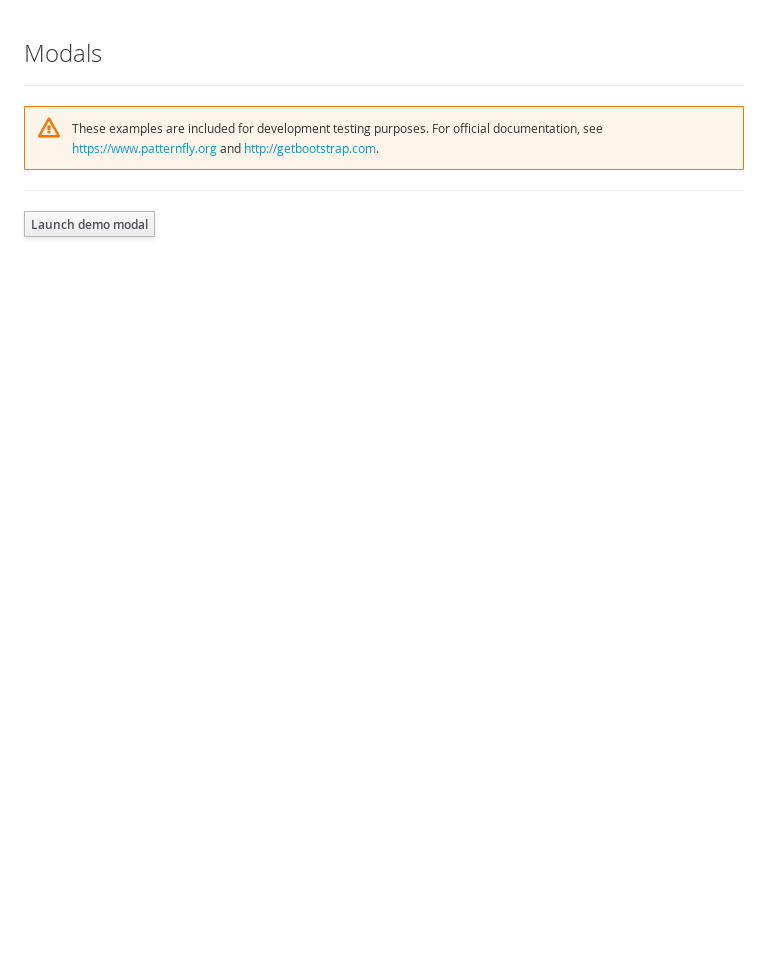 Modals
These examples are included for development testing purposes. For official documentation, see
https://www.patternfly.org and http://getbootstrap.com.
Launch demo modal